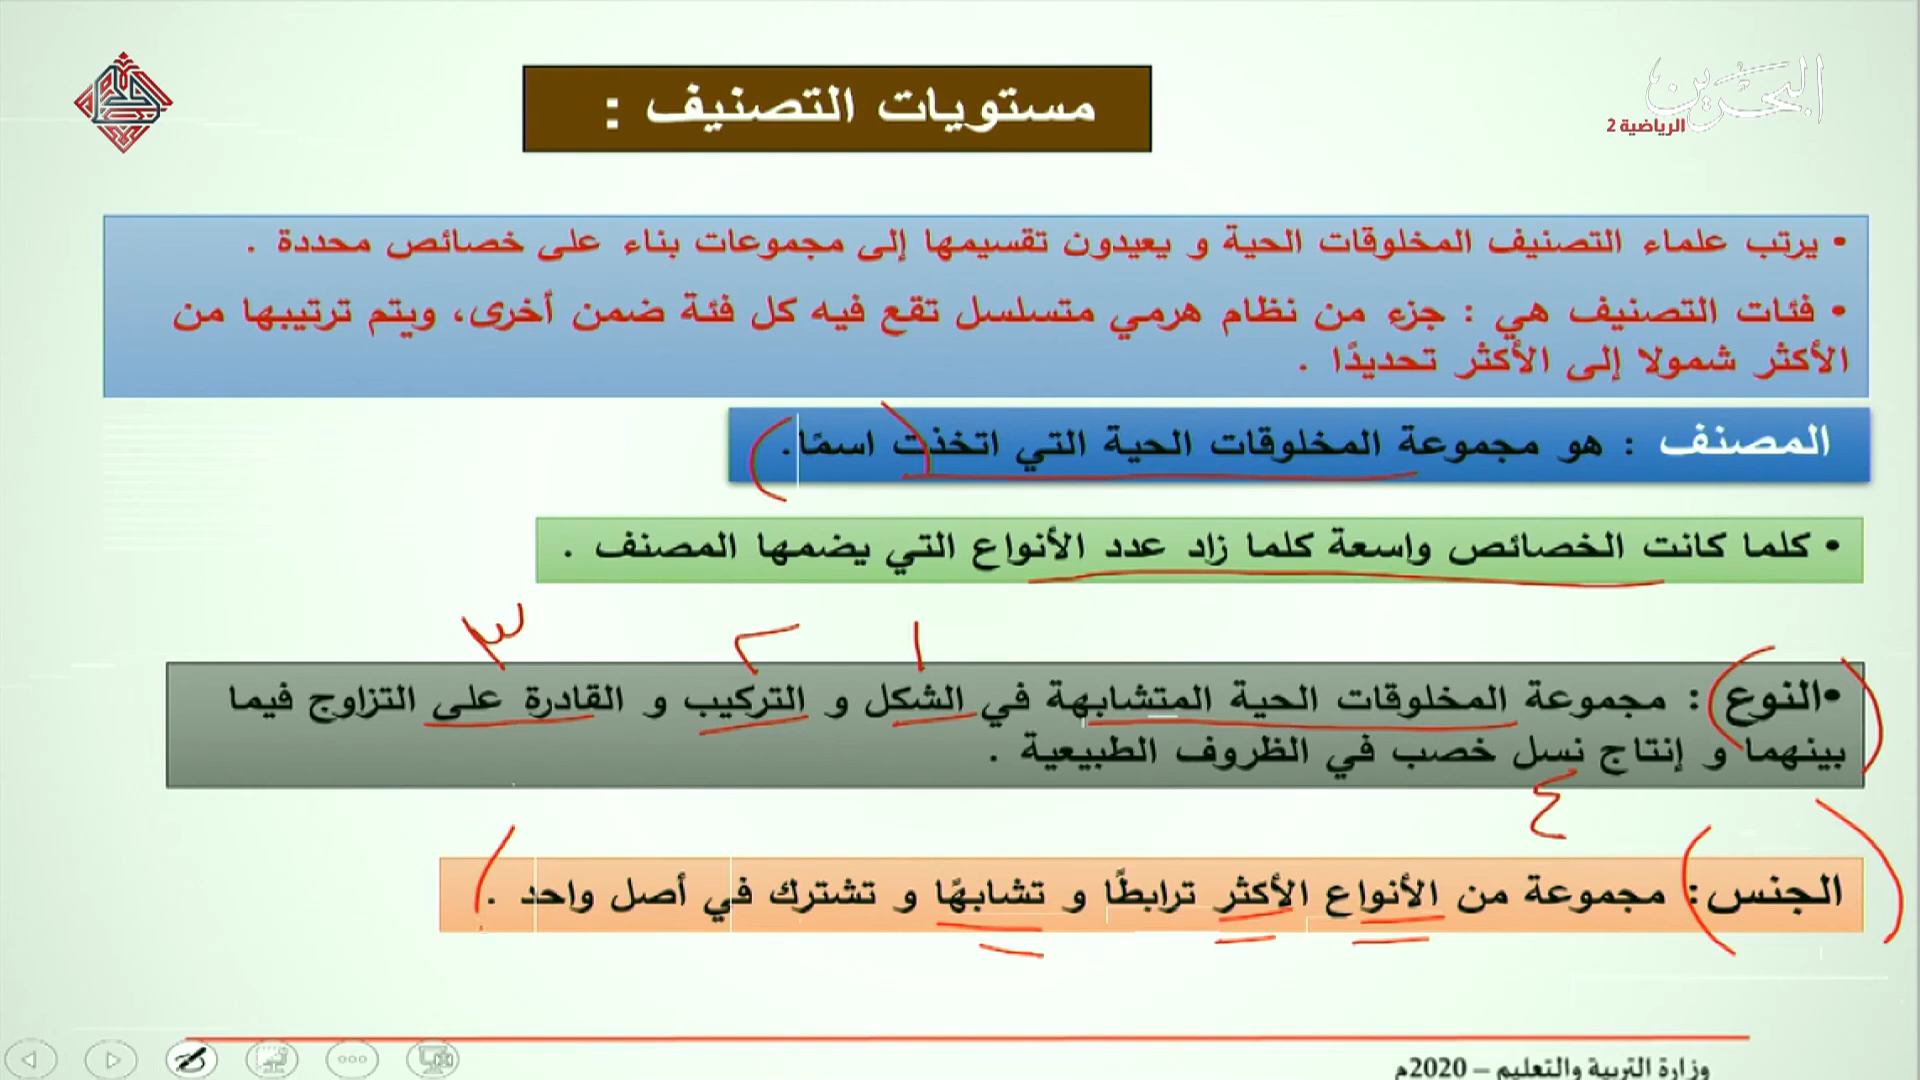 البحرين
الرياضية 2
مستويات التصنيف :
• يرتب علماء التصنيف المخلوقات الحية و يعيدون تقسيمها إلى مجموعات بناء على خصائص محددة .
• فئات التصنيف هي : جزء من نظام هرمي متسلسل تقع فيه كل فئة ضمن أخرى، ويتم ترتيبها من
الأكثر شمولا إلى الأكثر تحديدًا .
المصنف : هو مجموعة المخلوقات الحية التي اتخذت اسمًا.
• كلما كانت الخصائص واسعة كلما زاد عدد الأنواع التي يضمها المصنف .
١ ٢ ٣
•النوع : مجموعة المخلوقات الحية المتشابهة في الشكل و التركيب و القادرة على التزاوج فيما
بينهما و إنتاج نسل خصب في الظروف الطبيعية .
٤
الجنس: مجموعة من الأنواع الأكثر ترابطًا و تشابهًا و تشترك في أصل واحد .
وزارة التربية والتعليم – 2020م